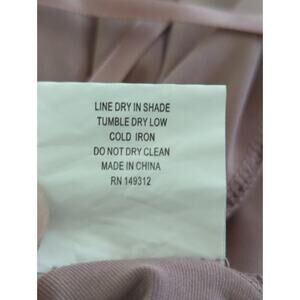 LINE DRY IN SHADE
TUMBLE DRY LOW
COLD IRON
DO NOT DRY CLEAN
MADE IN CHINA
RN 149312